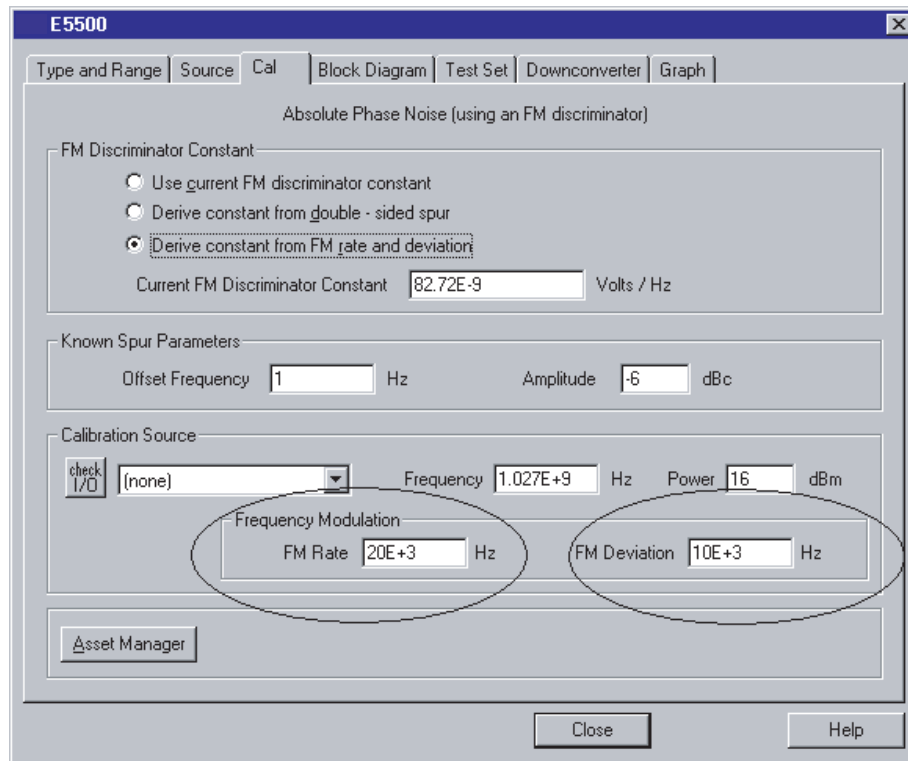 E5500
Type and Range Source Cal Block Diagram Test Set Downconverter Graph
Absolute Phase Noise (using an FM discriminator)
FM Discriminator Constant
Use current FM discriminator constant
Derive constant from double - sided spur
Derive constant from FM rate and deviation
Current FM Discriminator Constant 82.72E-9 Volts / Hz
Known Spur Parameters
Offset Frequency 1 Hz Amplitude -6 dBc
Calibration Source
check I/O (none) Frequency 1.027E+9 Hz Power 16 dBm
Frequency Modulation
FM Rate 20E+3 Hz FM Deviation 10E+3 Hz
Asset Manager
Close Help